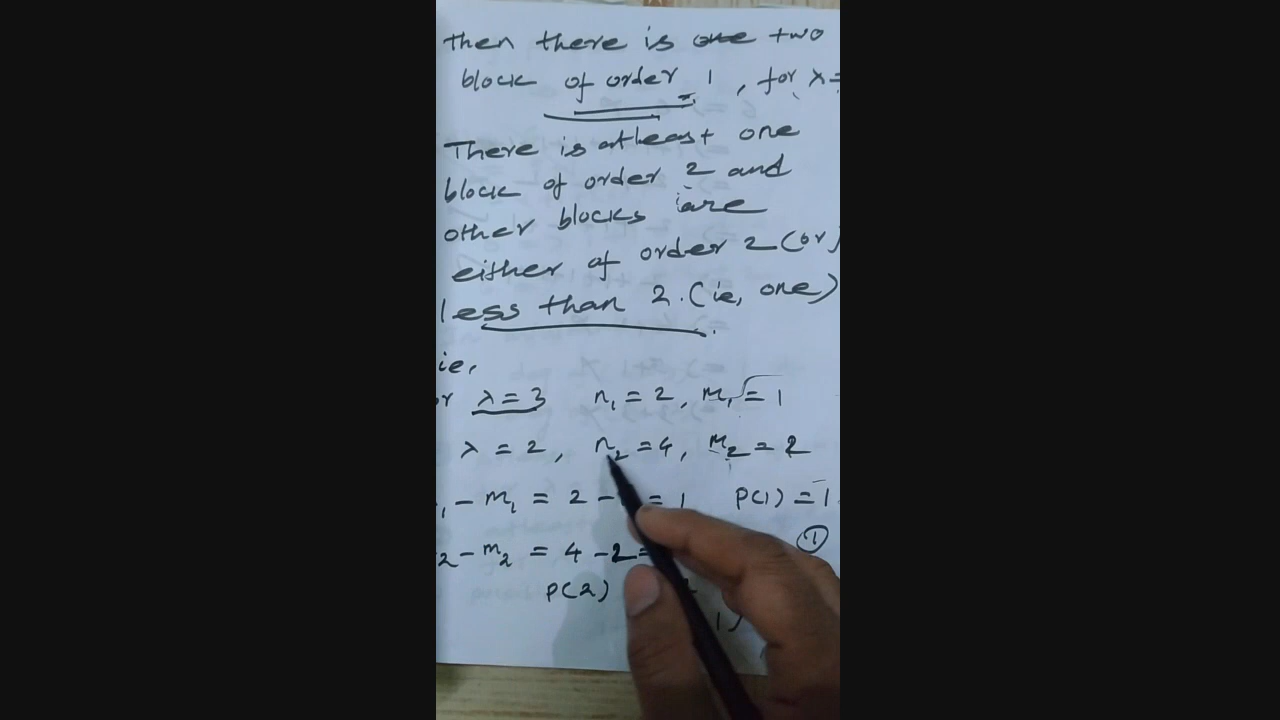 then there is one two
block of order 1, for λ=
There is atleast one
block of order 2 and
other blocks are
either of order 2 (or)
less than 2. (ie, one)
ie,
λ = 3 n₁ = 2, m₁ = 1
λ = 2, n₂ = 4, m₂ = 2
- m₁ = 2 - = 1 p(1) = 1
①
2 - m₂ = 4 - 2 =
p(2)
1)